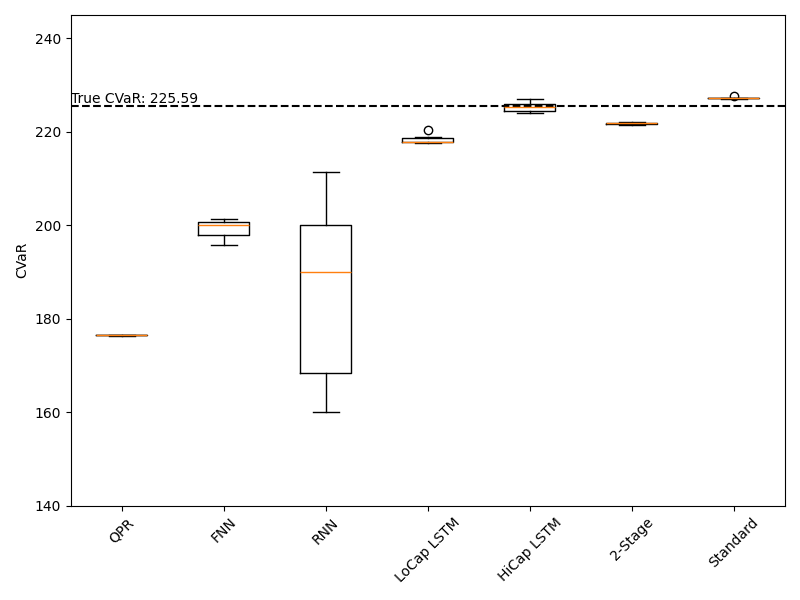 240
True CVaR: 225.59
220
200
CVaR
180
160
140
QPR
FNN
RNN
LoCap LSTM
HiCap LSTM
2-Stage
Standard